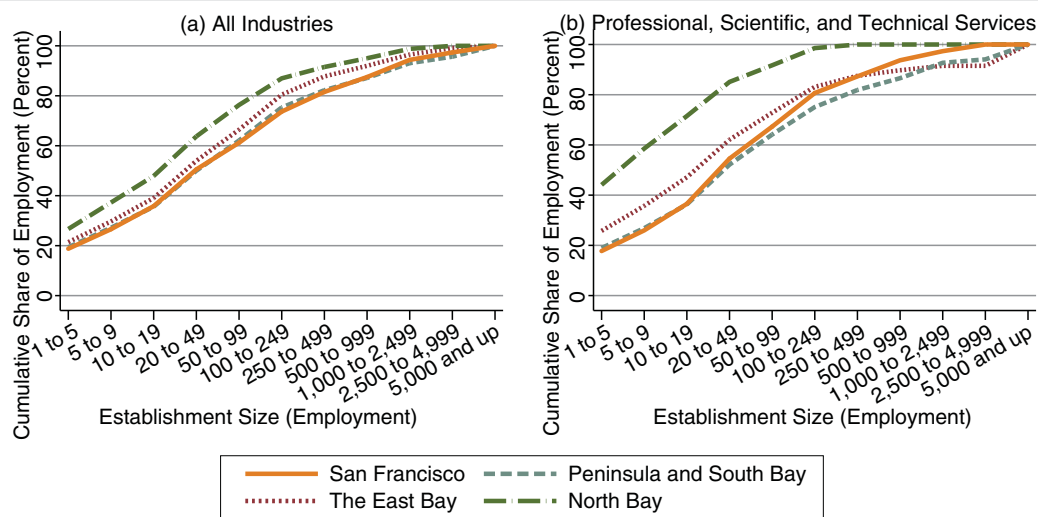 (a) All Industries
Cumulative Share of Employment (Percent)
100
80
60
40
20
0
1 to 5
5 to 9
10 to 19
20 to 49
50 to 99
100 to 249
250 to 499
500 to 999
1,000 to 2,499
2,500 to 4,999
5,000 and up
Establishment Size (Employment)
(b) Professional, Scientific, and Technical Services
Cumulative Share of Employment (Percent)
100
80
60
40
20
0
1 to 5
5 to 9
10 to 19
20 to 49
50 to 99
100 to 249
250 to 499
500 to 999
1,000 to 2,499
2,500 to 4,999
5,000 and up
Establishment Size (Employment)
San Francisco
Peninsula and South Bay
The East Bay
North Bay